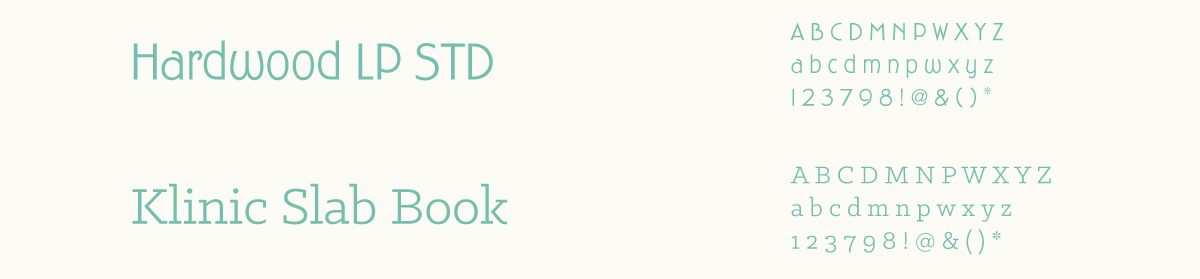 Hardwood LP STD
A B C D M N P W X Y Z
a b c d m n p w x y z
1 2 3 7 9 8 ! @ & ( ) *
Klinic Slab Book
A B C D M N P W X Y Z
a b c d m n p w x y z
1 2 3 7 9 8 ! @ & ( ) *